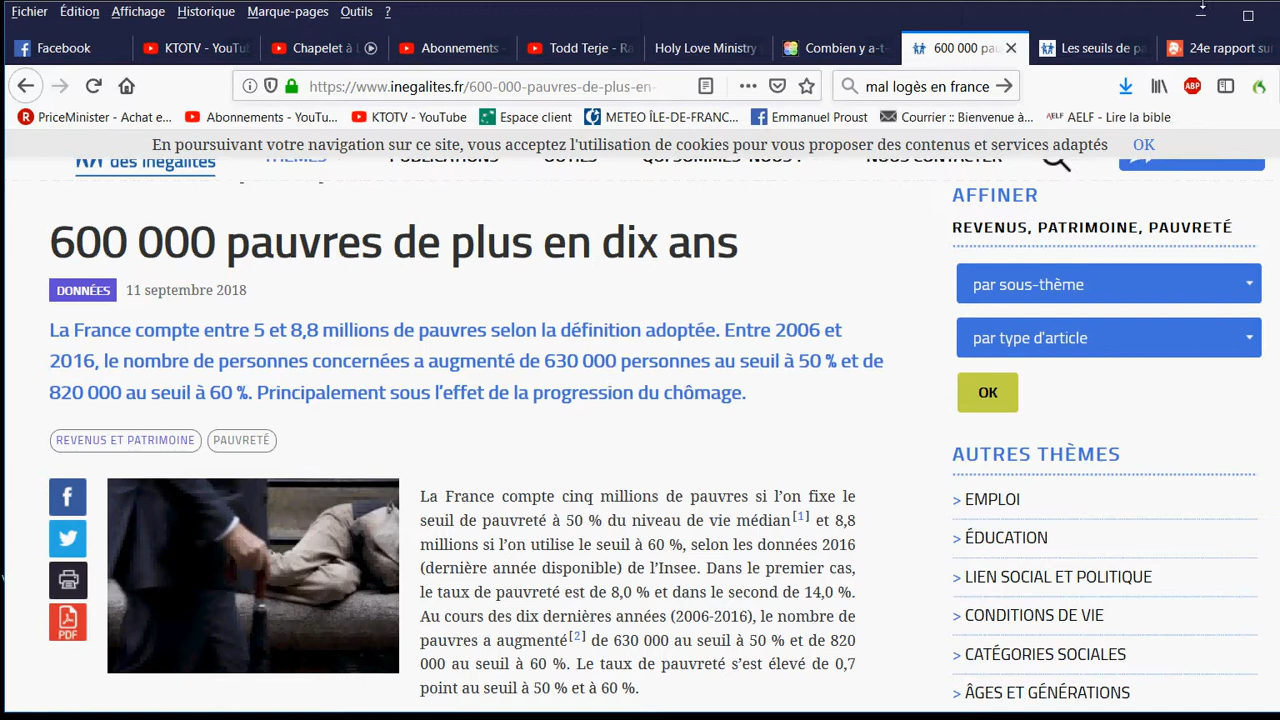 Fichier Édition Affichage Historique Marque-pages Outils ?
Facebook KTOTV - YouTu Chapelet à L Abonnements - Todd Terje - Ra Holy Love Ministry Combien y a-t- 600 000 pau Les seuils de pa 24e rapport su
https://www.inegalites.fr/600-000-pauvres-de-plus-en- mal logès en france
PriceMinister - Achat e... Abonnements - YouTu... KTOTV - YouTube Espace client METEO ÎLE-DE-FRANC... Emmanuel Proust Courrier :: Bienvenue à... AELF - Lire la bible
En poursuivant votre navigation sur ce site, vous acceptez l'utilisation de cookies pour vous proposer des contenus et services adaptés OK
des inégalités THÈMES PUBLICATIONS OUTILS QUI SOMMES-NOUS ? NOUS CONTACTER
AFFINER
REVENUS, PATRIMOINE, PAUVRETÉ
par sous-thème
par type d'article
OK
600 000 pauvres de plus en dix ans
DONNÉES 11 septembre 2018
La France compte entre 5 et 8,8 millions de pauvres selon la définition adoptée. Entre 2006 et
2016, le nombre de personnes concernées a augmenté de 630 000 personnes au seuil à 50 % et de
820 000 au seuil à 60 %. Principalement sous l'effet de la progression du chômage.
REVENUS ET PATRIMOINE PAUVRETÉ
PDF
La France compte cinq millions de pauvres si l'on fixe le
seuil de pauvreté à 50 % du niveau de vie médian[1] et 8,8
millions si l'on utilise le seuil à 60 %, selon les données 2016
(dernière année disponible) de l'Insee. Dans le premier cas,
le taux de pauvreté est de 8,0 % et dans le second de 14,0 %.
Au cours des dix dernières années (2006-2016), le nombre de
pauvres a augmenté[2] de 630 000 au seuil à 50 % et de 820
000 au seuil à 60 %. Le taux de pauvreté s'est élevé de 0,7
point au seuil à 50 % et à 60 %.
AUTRES THÈMES
> EMPLOI
> ÉDUCATION
> LIEN SOCIAL ET POLITIQUE
> CONDITIONS DE VIE
> CATÉGORIES SOCIALES
> ÂGES ET GÉNÉRATIONS